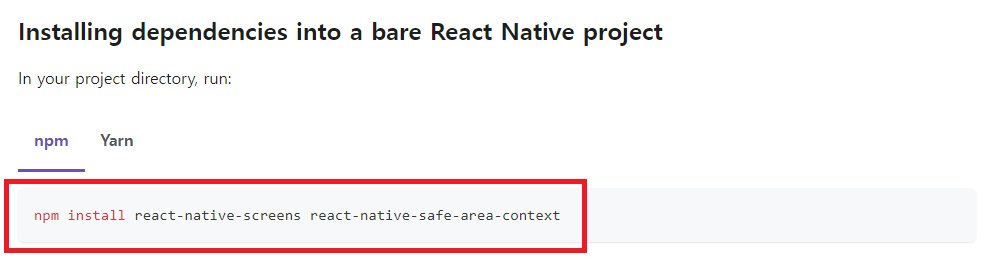 Installing dependencies into a bare React Native project
In your project directory, run:
npm Yarn
npm install react-native-screens react-native-safe-area-context